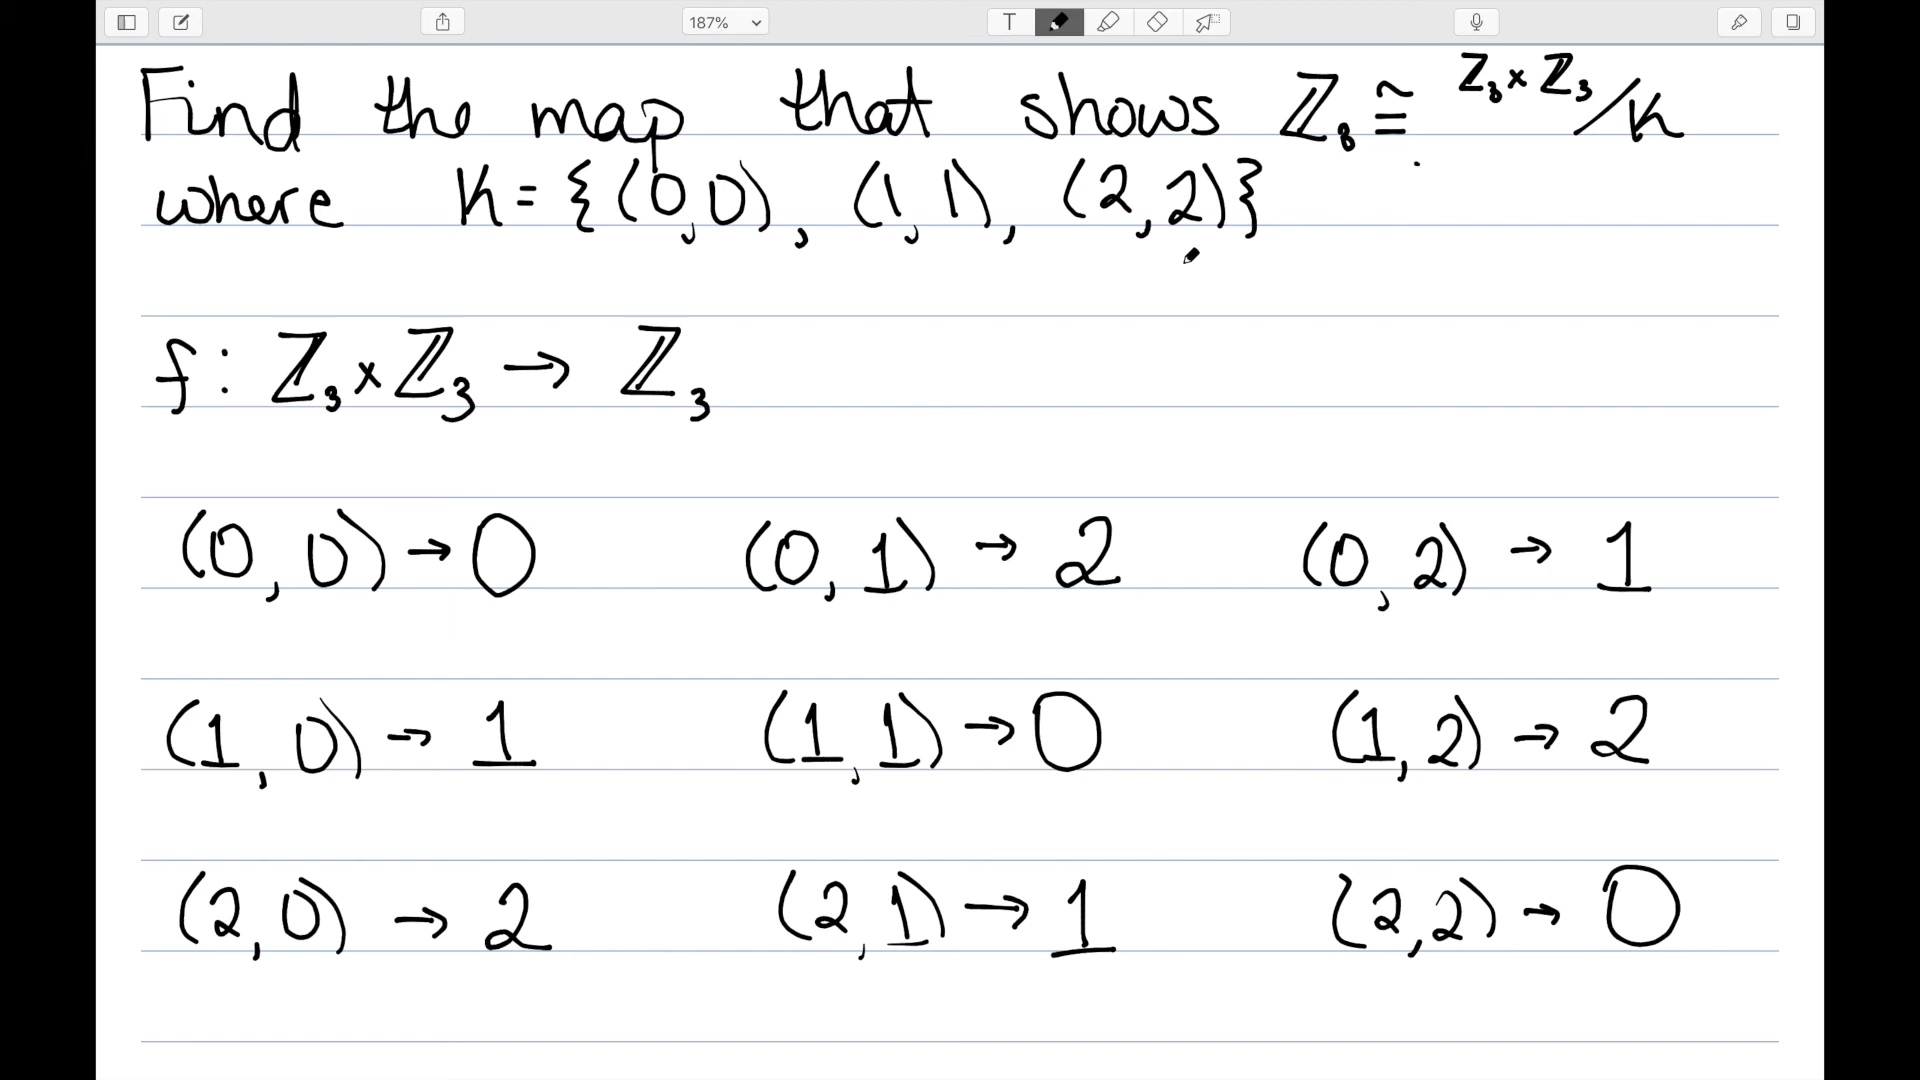 187%
T
Find the map that shows ℤ₃ ≅ ℤ₃×ℤ₃/K
where K = {(0,0), (1,1), (2,2)}
f: ℤ₃×ℤ₃ → ℤ₃
(0,0)→0 (0,1)→2 (0,2)→1
(1,0)→1 (1,1)→0 (1,2)→2
(2,0)→2 (2,1)→1 (2,2)→0